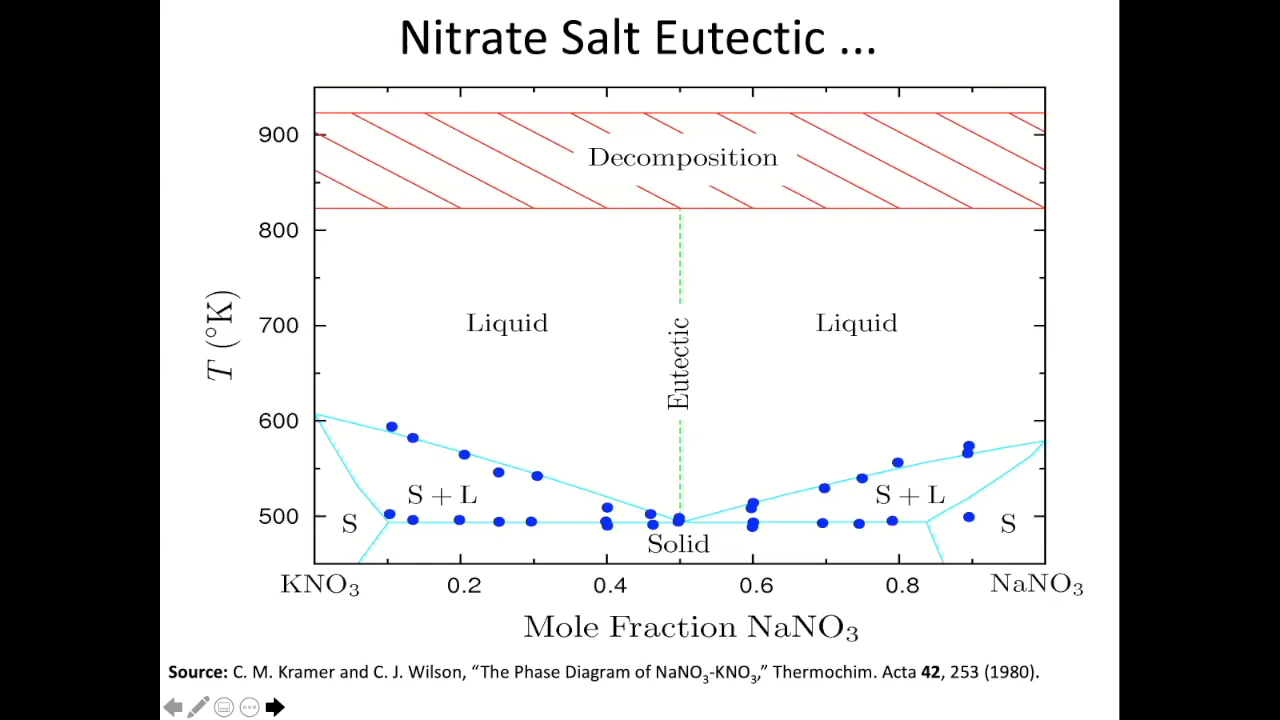 Nitrate Salt Eutectic ...
900
Decomposition
800
T (°K)
700
Liquid
Eutectic
Liquid
600
S + L
S + L
500
S
Solid
S
KNO₃
0.2
0.4
0.6
0.8
NaNO₃
Mole Fraction NaNO₃
Source: C. M. Kramer and C. J. Wilson, “The Phase Diagram of NaNO₃-KNO₃,” Thermochim. Acta 42, 253 (1980).